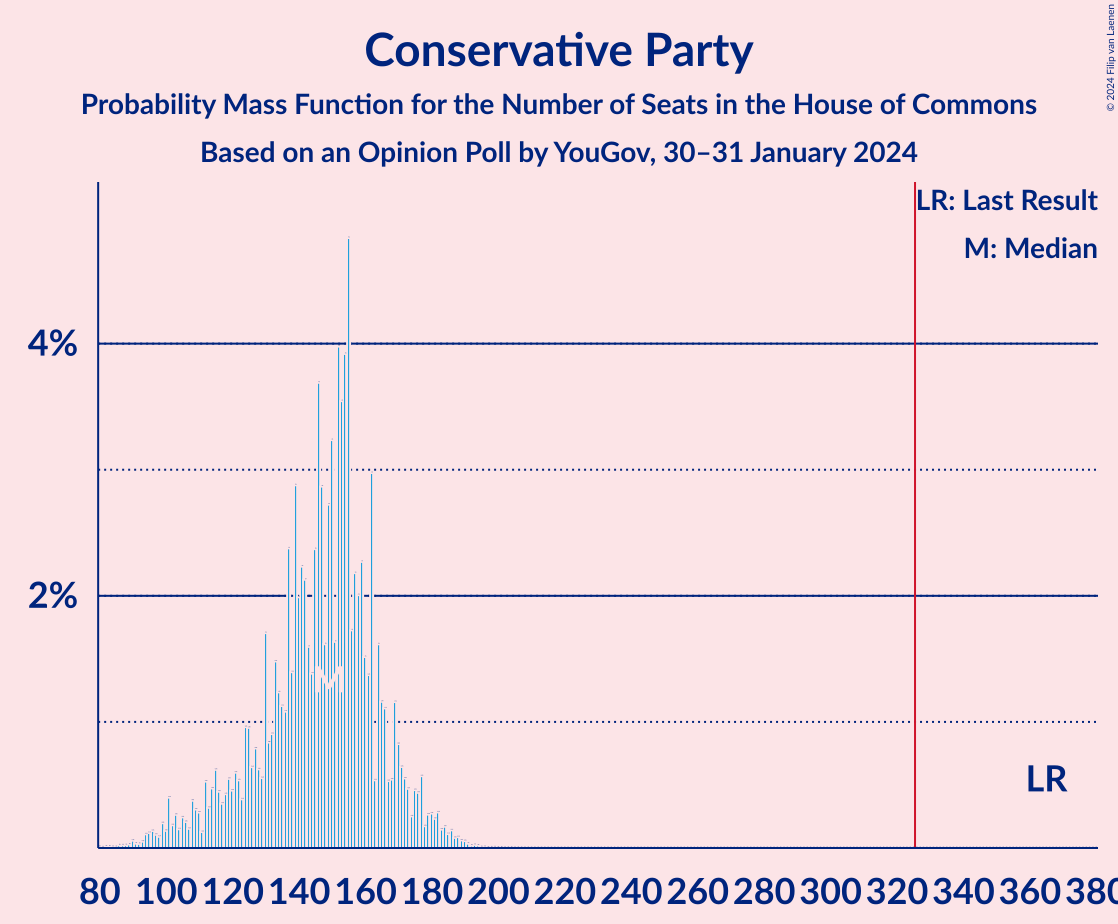 Conservative Party
Probability Mass Function for the Number of Seats in the House of Commons
Based on an Opinion Poll by YouGov, 30–31 January 2024
© 2024 Filip van Laenen
LR: Last Result
M: Median
4%
2%
M
LR
80 100 120 140 160 180 200 220 240 260 280 300 320 340 360 380